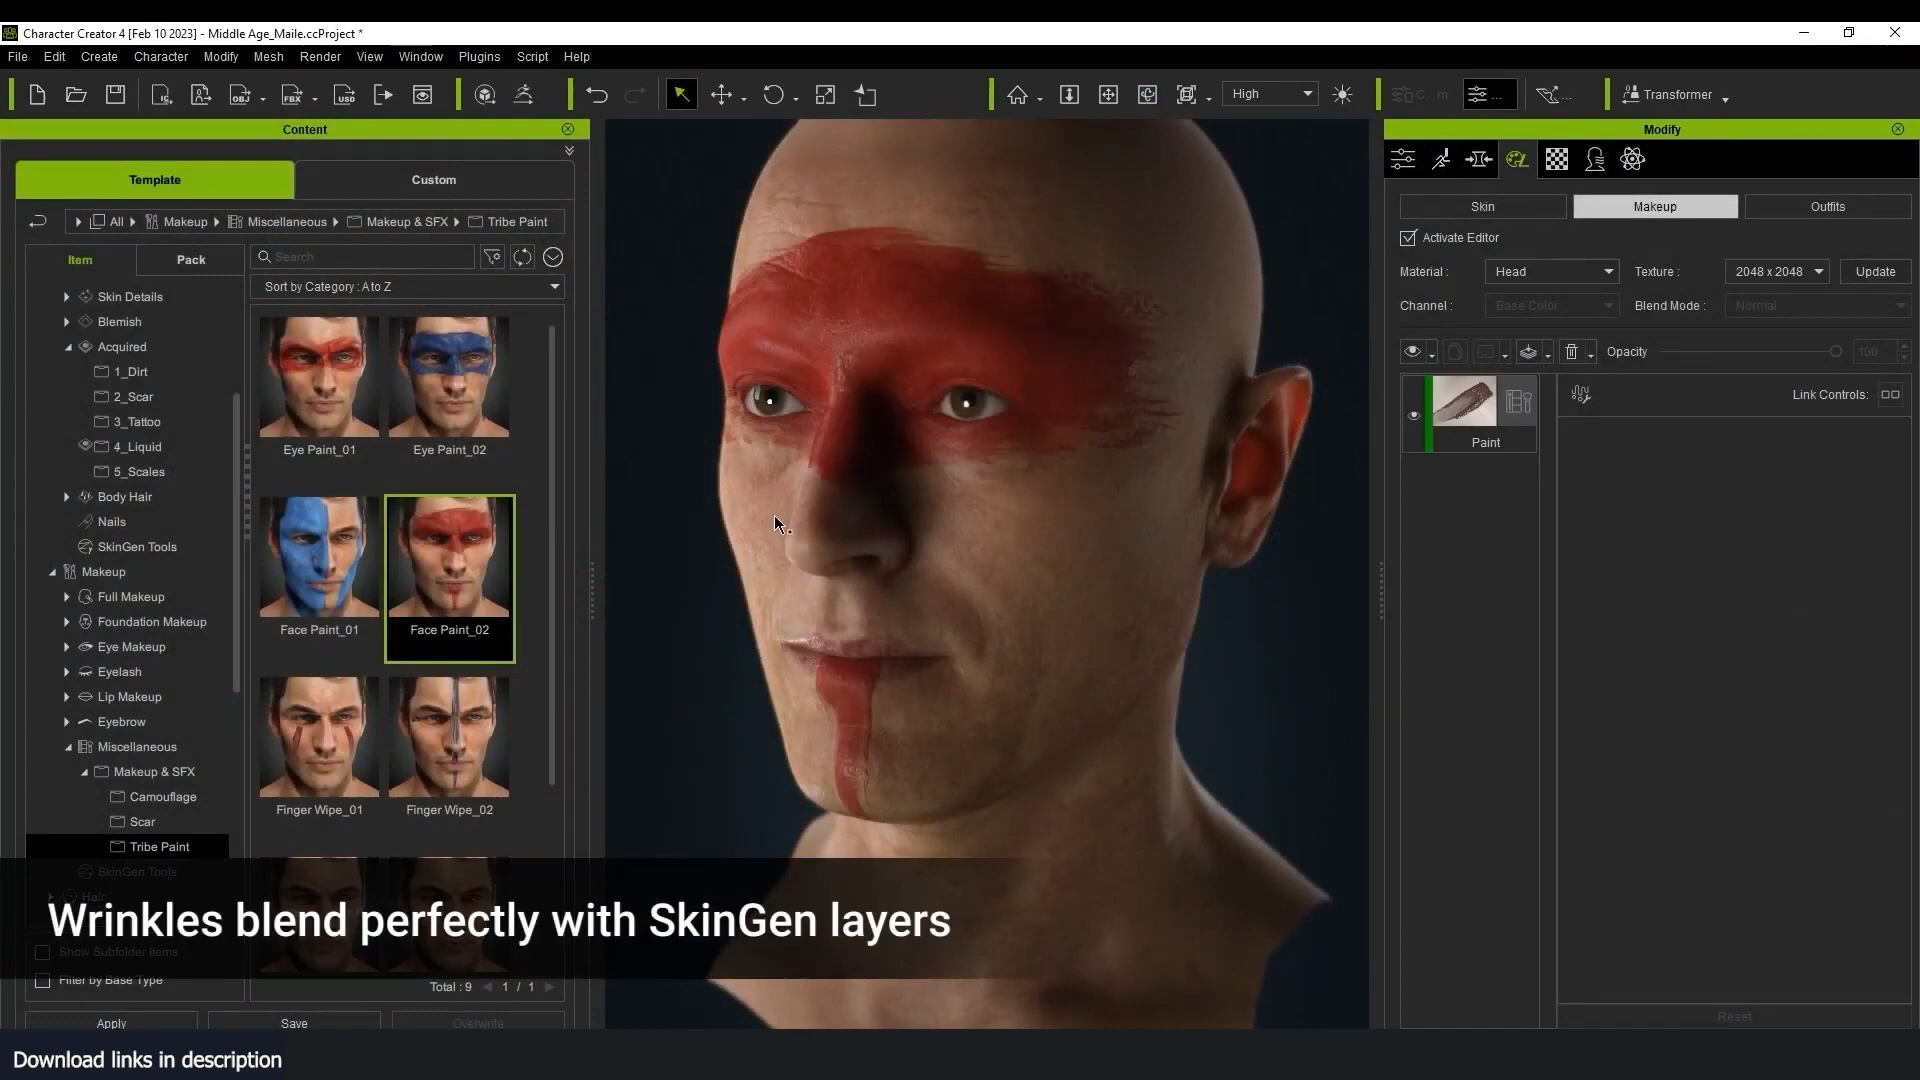 Character Creator 4 [Feb 10 2023] - Middle Age_Maile.ccProject *
File Edit Create Character Modify Mesh Render View Window Plugins Script Help
High
Transformer
Content
Template Custom
All Makeup Miscellaneous Makeup & SFX Tribe Paint
Item Pack
Search
Sort by Category : A to Z
Skin Details
Blemish
Acquired
1_Dirt
2_Scar
3_Tattoo
4_Liquid
5_Scales
Body Hair
Nails
SkinGen Tools
Makeup
Full Makeup
Foundation Makeup
Eye Makeup
Eyelash
Lip Makeup
Eyebrow
Miscellaneous
Makeup & SFX
Camouflage
Scar
Tribe Paint
SkinGen Tools
Hair
Show Subfolder Items
Filter by Base Type
Eye Paint_01 Eye Paint_02
Face Paint_01 Face Paint_02
Finger Wipe_01 Finger Wipe_02
Total : 9 1 / 1
Apply Save Overwrite
Modify
Skin Makeup Outfits
Activate Editor
Material : Head Texture : 2048 x 2048 Update
Channel : Base Color Blend Mode : Normal
Opacity 100
Paint
Link Controls:
Reset
Wrinkles blend perfectly with SkinGen layers
Download links in description